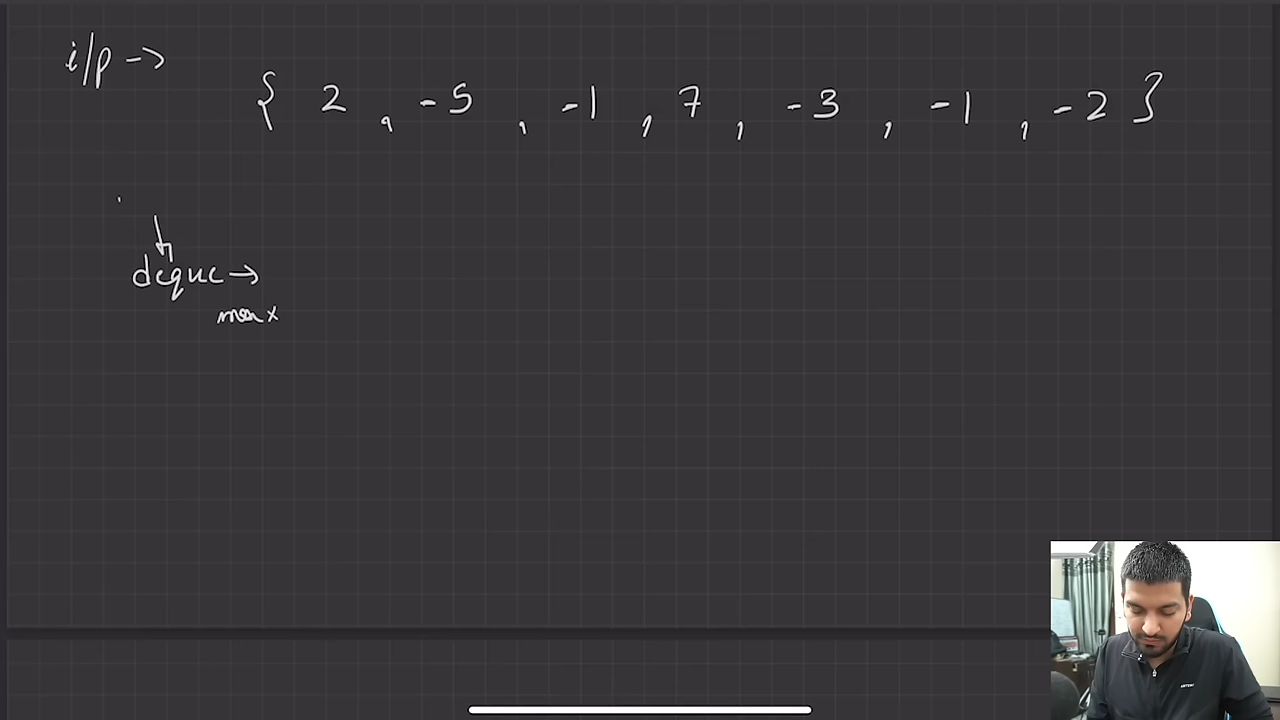 i/p ->
{ 2 , -5 , -1 , 7 , -3 , -1 , -2 }
deque ->
max